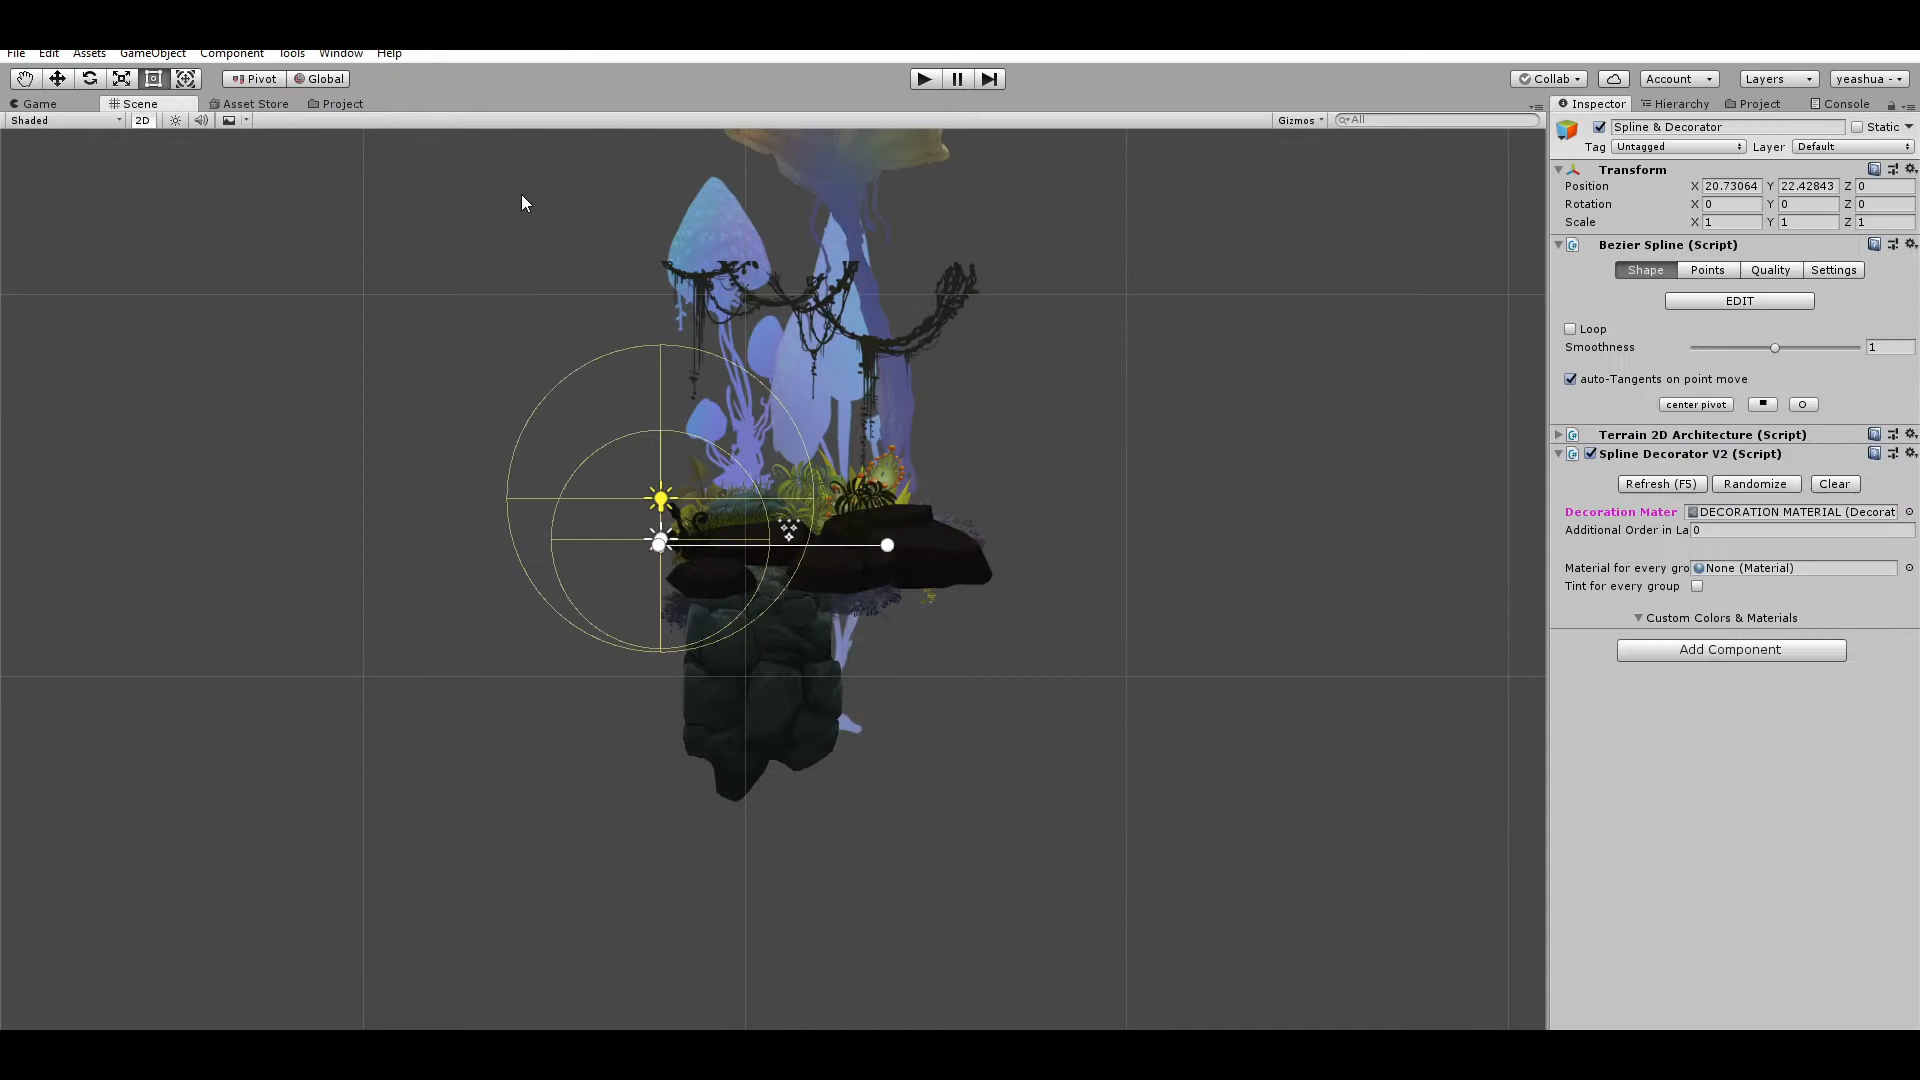 File Edit Assets GameObject Component Tools Window Help
Pivot Global Collab Account Layers yeashua -
Game Scene Asset Store Project Inspector Hierarchy Project Console
Shaded 2D Gizmos All
Spline & Decorator Static
Tag Untagged Layer Default
Transform
Position X 20.73064 Y 22.42843 Z 0
Rotation X 0 Y 0 Z 0
Scale X 1 Y 1 Z 1
Bezier Spline (Script)
Shape Points Quality Settings
EDIT
Loop
Smoothness 1
auto-Tangents on point move
center pivot
Terrain 2D Architecture (Script)
Spline Decorator V2 (Script)
Refresh (F5) Randomize Clear
Decoration Mater DECORATION MATERIAL (Decorat
Additional Order in La 0
Material for every gro None (Material)
Tint for every group
Custom Colors & Materials
Add Component